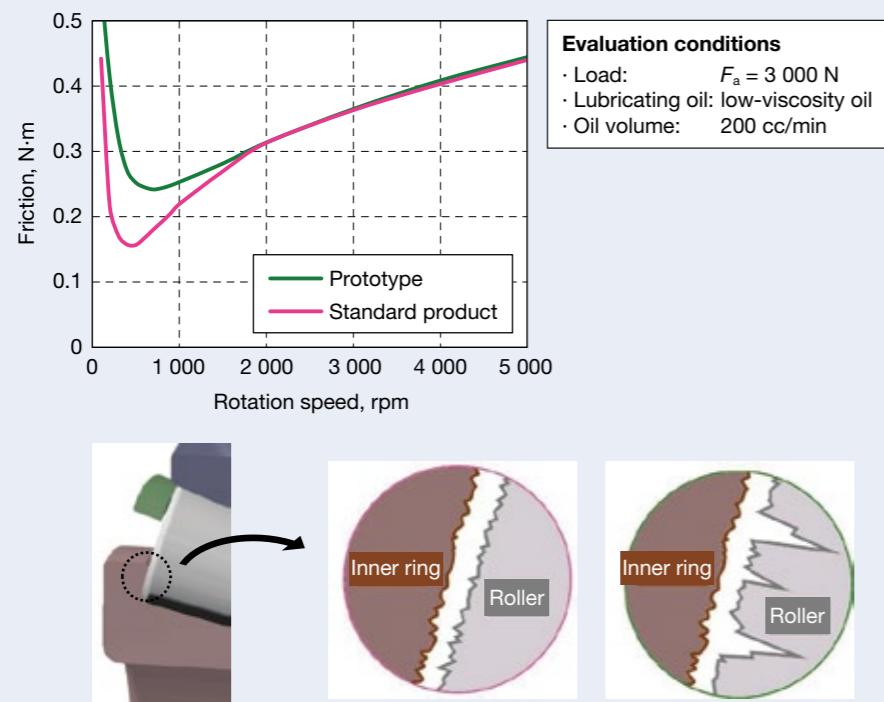 0.5
0.4
0.3
0.2
0.1
0
Friction, N·m
Prototype
Standard product
0
1 000
2 000
3 000
4 000
5 000
Rotation speed, rpm
Evaluation conditions
· Load: Fa = 3 000 N
· Lubricating oil: low-viscosity oil
· Oil volume: 200 cc/min
Inner ring
Roller
Inner ring
Roller